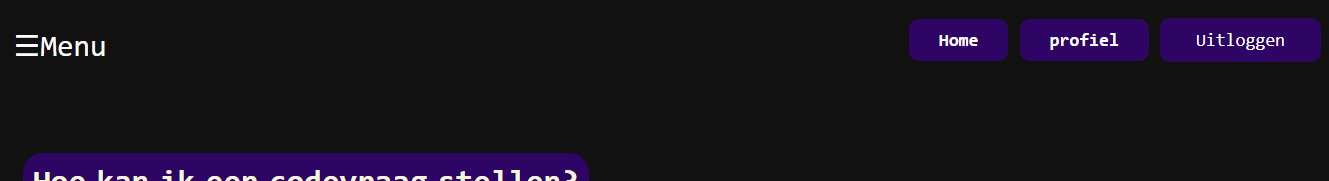 ☰Menu
Home
profiel
Uitloggen
Hoe kan ik een codevraag stellen?